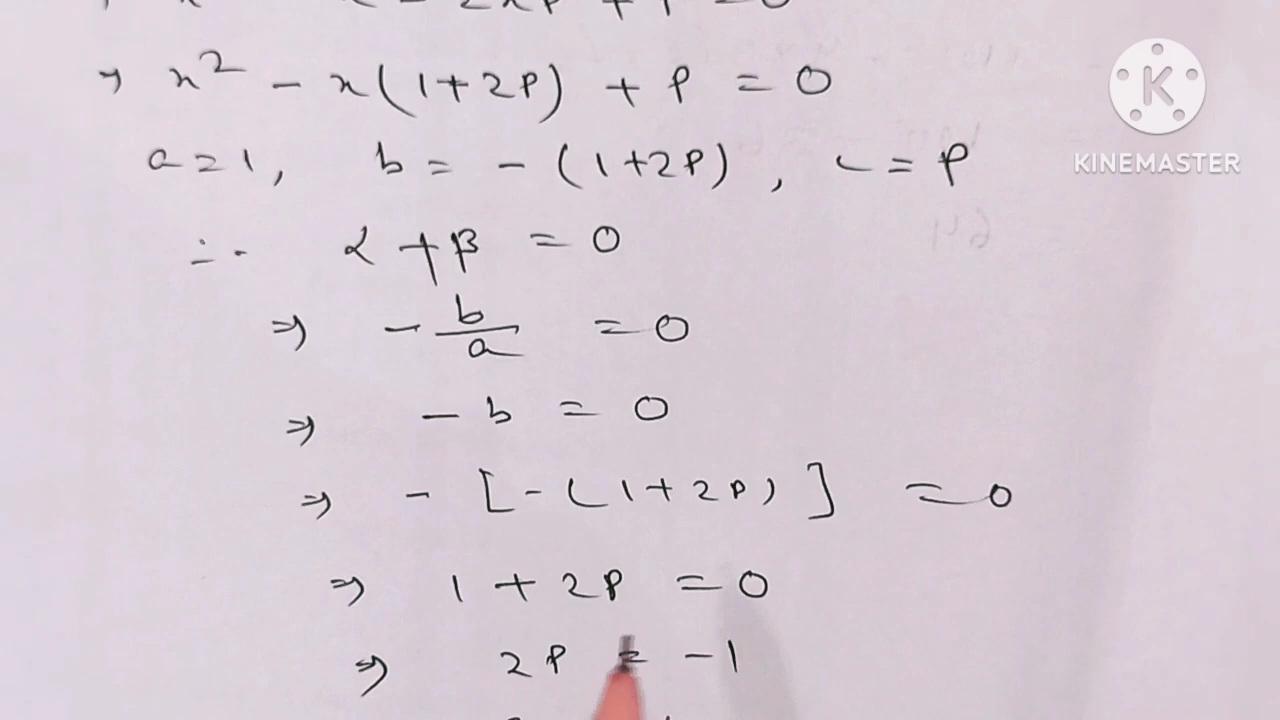 ⇒ x² - x(1+2P) + P = 0
a=1, b = - (1+2P), c = P
∴ α + β = 0
⇒ - b/a = 0
⇒ - b = 0
⇒ - [-(1+2P)] = 0
⇒ 1 + 2P = 0
⇒ 2P = -1
K
KINEMASTER